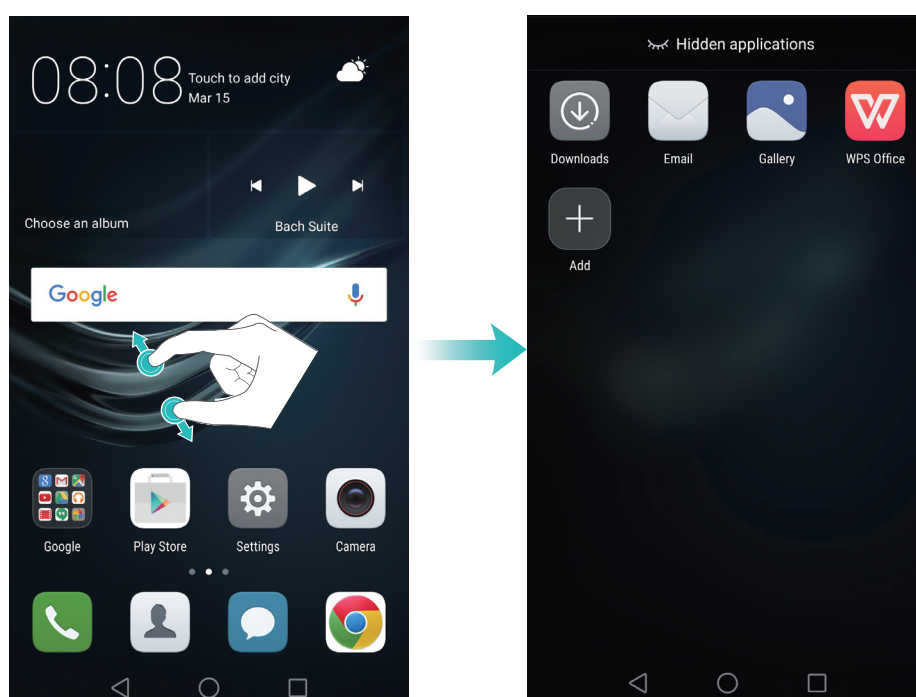 08:08
Touch to add city
Mar 15
Choose an album
Bach Suite
Google
Google
Play Store
Settings
Camera
Hidden applications
Downloads
Email
Gallery
WPS Office
Add